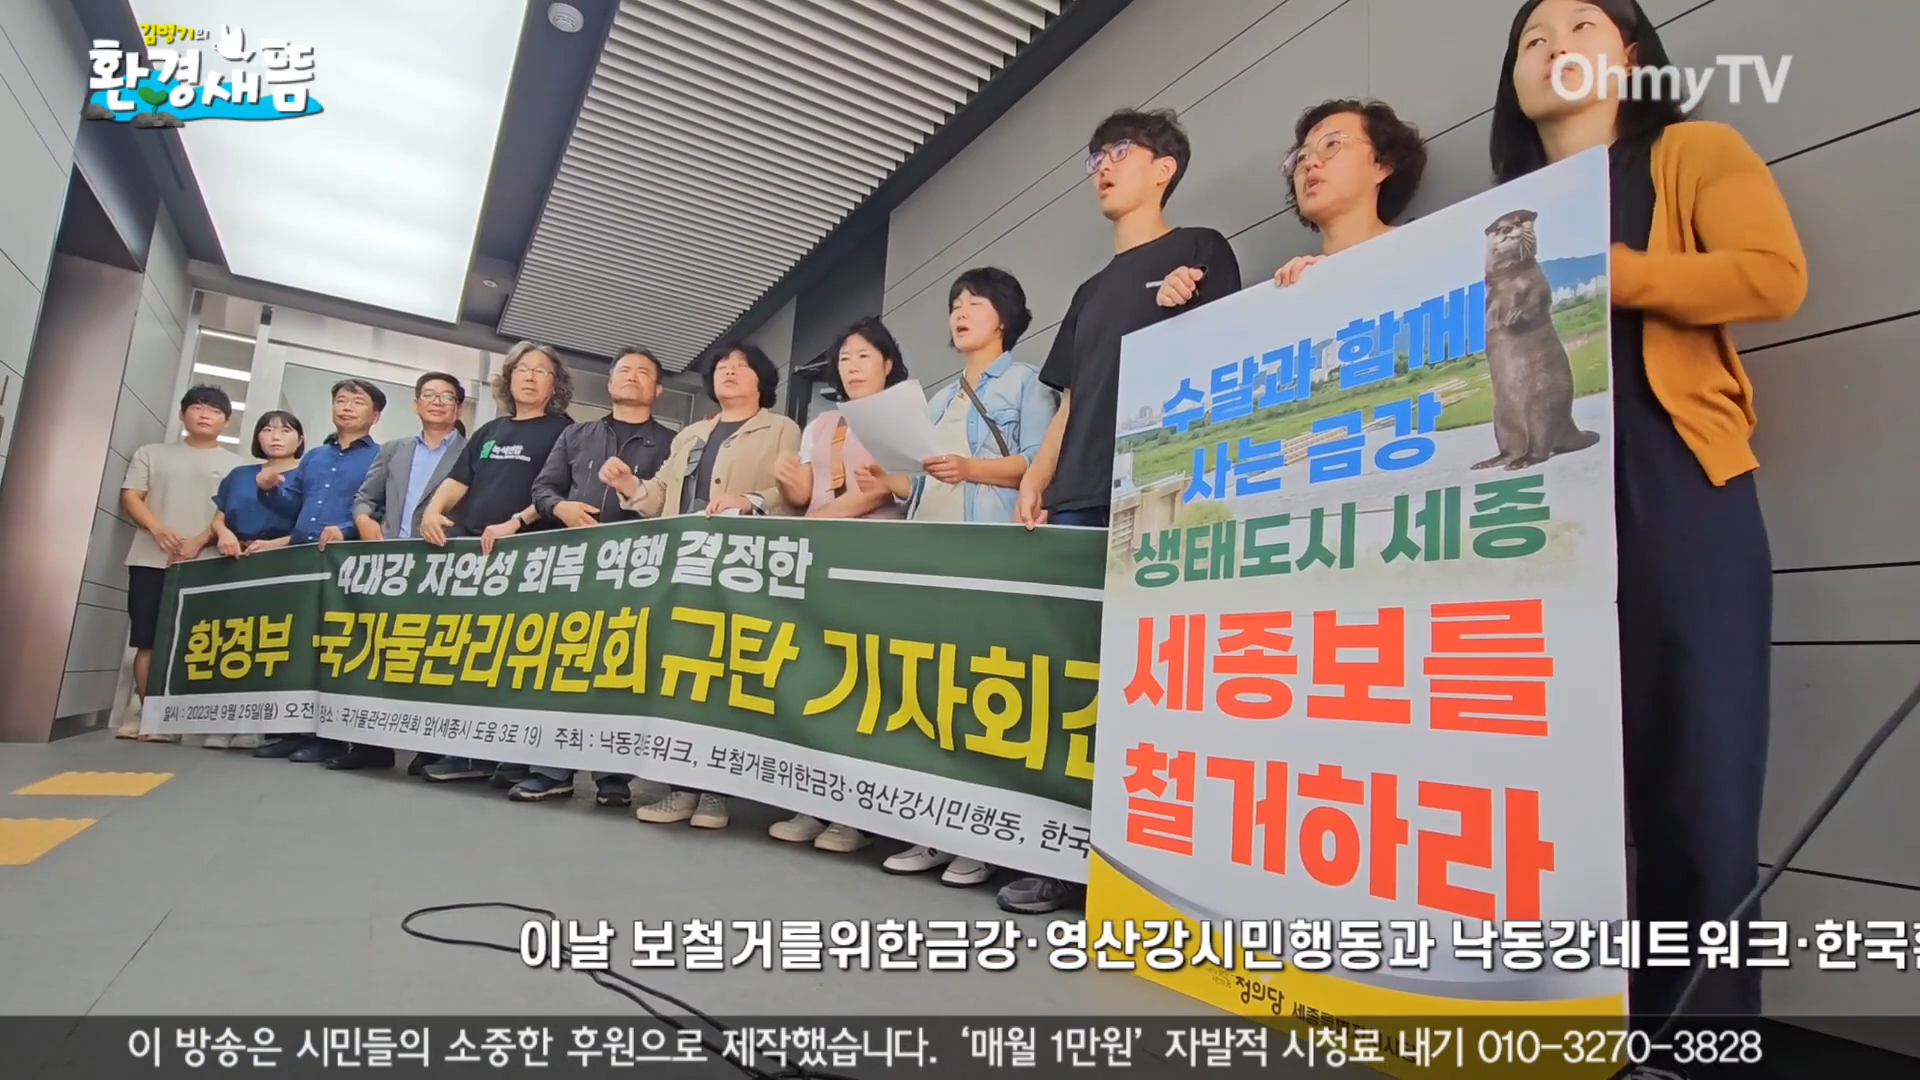 김병기의
환경새뜸
OhmyTV
수달과 함께
사는 금강
생태도시 세종
세종보를
철거하라
정의당
4대강 자연성 회복 역행 결정한
환경부·국가물관리위원회 규탄 기자회견
일시 : 2023년 9월 25일(월) 오전 장소 : 국가물관리위원회 앞(세종시 도움 3로 19) 주최 : 낙동강네트워크, 보철거를위한금강·영산강시민행동, 한국
이날 보철거를위한금강·영산강시민행동과 낙동강네트워크·한국환
이 방송은 시민들의 소중한 후원으로 제작했습니다. ‘매월 1만원’ 자발적 시청료 내기 010-3270-3828